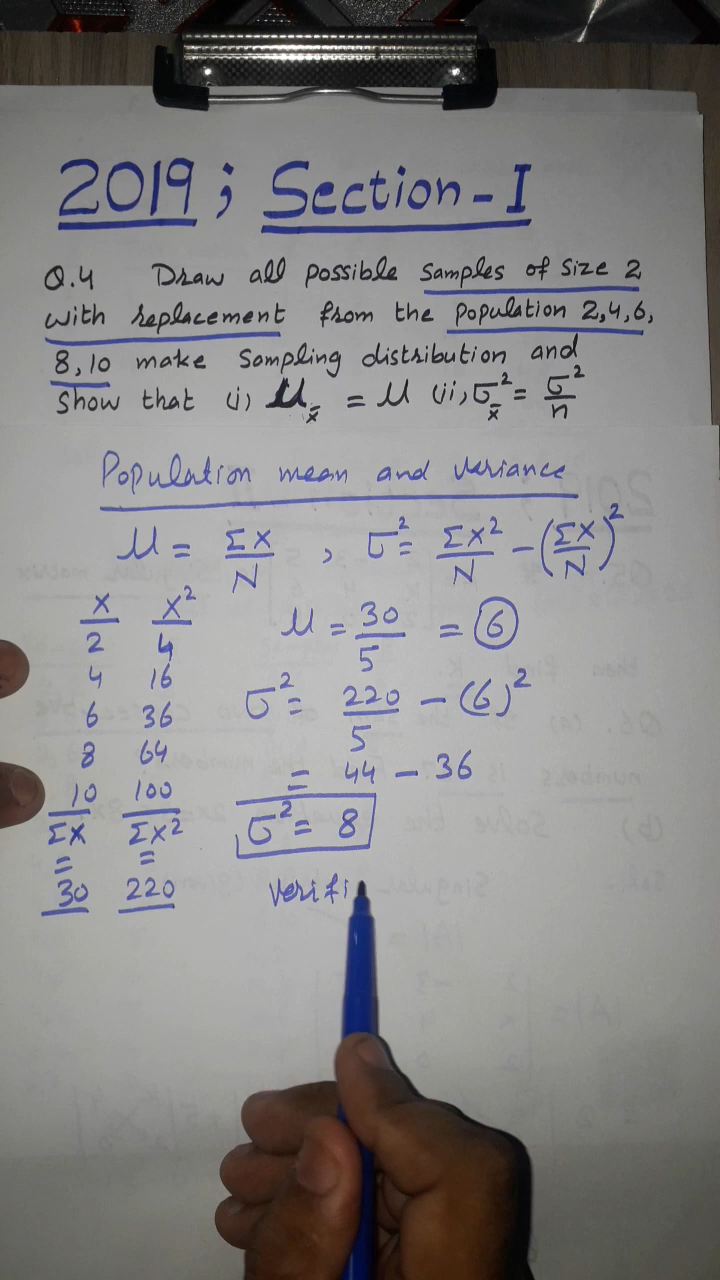 2019; Section-I
Q.4 Draw all possible samples of size 2
with replacement from the population 2,4,6,
8,10 make sampling distribution and
show that (i) μx̄ = μ (ii) σ²x̄ = σ²/n
Population mean and variance
μ = ΣX/N , σ² = ΣX²/N - (ΣX/N)²
X X²
2 4
4 16
6 36
8 64
10 100
ΣX ΣX²
= =
30 220
μ = 30/5 = 6
σ² = 220/5 - (6)²
= 44 - 36
σ² = 8
Verifi